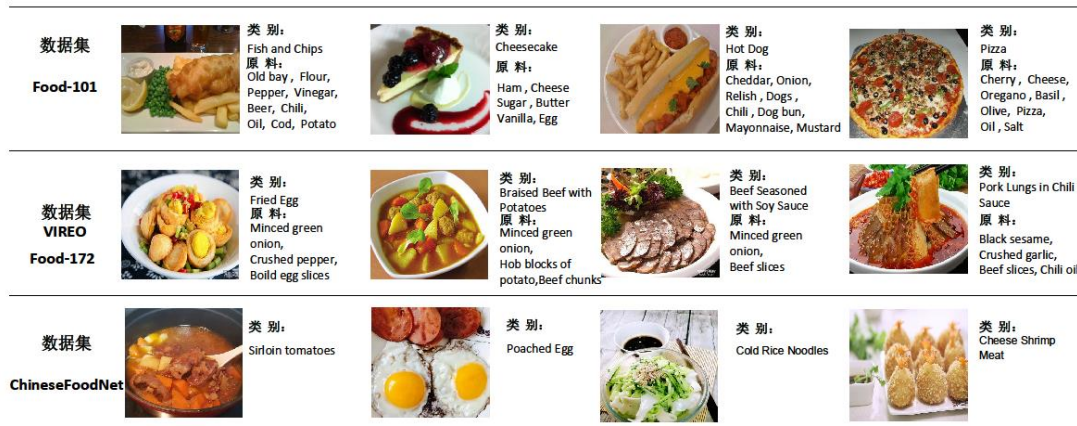 数据集
Food-101
类 别：
Fish and Chips
原 料：
Old bay , Flour,
Pepper, Vinegar,
Beer, Chili,
Oil, Cod, Potato
类 别：
Cheesecake
原 料：
Ham , Cheese
Sugar , Butter
Vanilla, Egg
类 别：
Hot Dog
原 料：
Cheddar, Onion,
Relish , Dogs ,
Chili , Dog bun,
Mayonnaise, Mustard
类 别：
Pizza
原 料：
Cherry , Cheese,
Oregano , Basil ,
Olive, Pizza,
Oil , Salt
数据集
VIREO
Food-172
类 别：
Fried Egg
原 料：
Minced green
onion,
Crushed pepper,
Boild egg slices
类 别：
Braised Beef with
Potatoes
原 料：
Minced green
onion,
Hob blocks of
potato,Beef chunks
类 别：
Beef Seasoned
with Soy Sauce
原 料：
Minced green
onion,
Beef slices
类 别：
Pork Lungs in Chili
Sauce
原 料：
Black sesame,
Crushed garlic,
Beef slices, Chili oil
数据集
ChineseFoodNet
类 别：
Sirloin tomatoes
类 别：
Poached Egg
类 别：
Cold Rice Noodles
类 别：
Cheese Shrimp
Meat